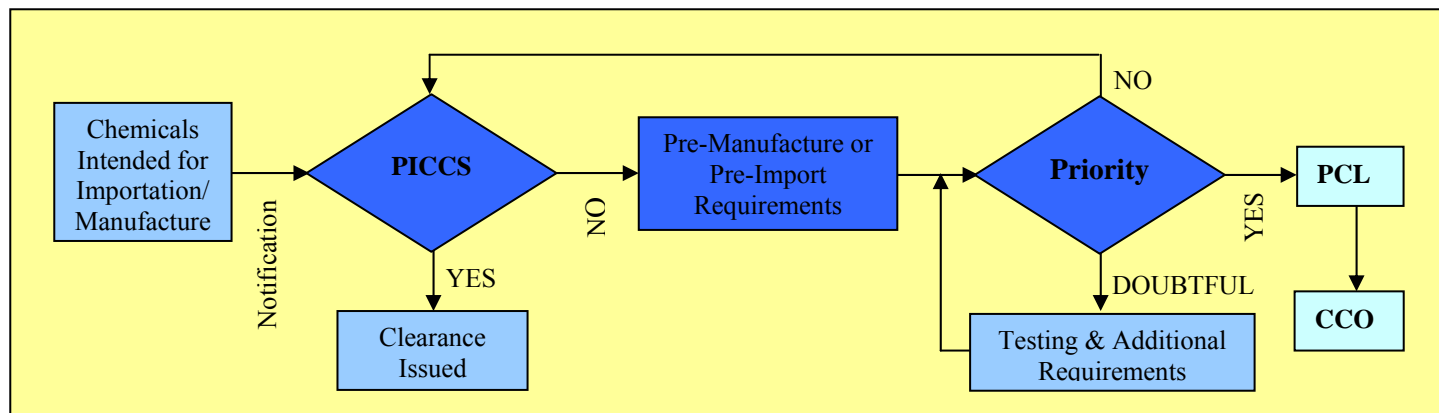 Chemicals
Intended for
Importation/
Manufacture
Notification
PICCS
YES
Clearance
Issued
NO
Pre-Manufacture or
Pre-Import
Requirements
Priority
NO
DOUBTFUL
Testing & Additional
Requirements
YES
PCL
CCO